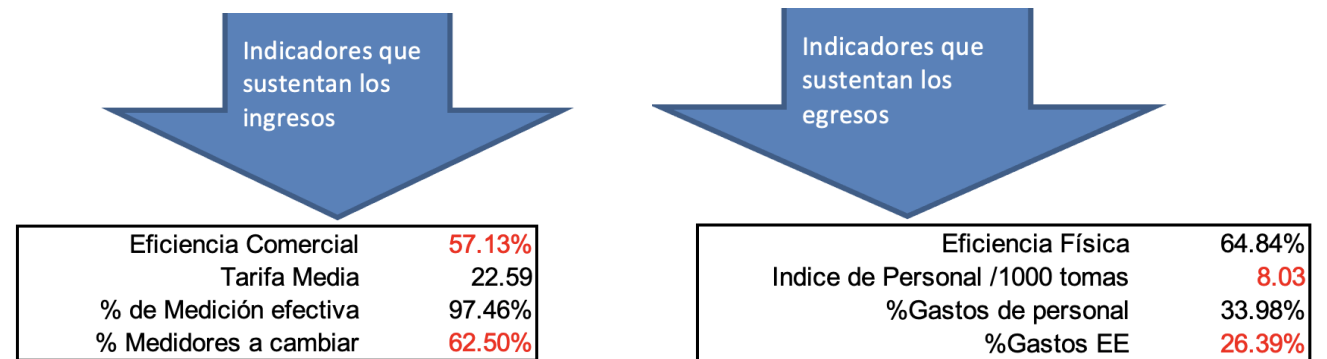 Indicadores que
sustentan los
ingresos
Indicadores que
sustentan los
egresos
Eficiencia Comercial 57.13%
Tarifa Media 22.59
% de Medición efectiva 97.46%
% Medidores a cambiar 62.50%
Eficiencia Física 64.84%
Indice de Personal /1000 tomas 8.03
%Gastos de personal 33.98%
%Gastos EE 26.39%